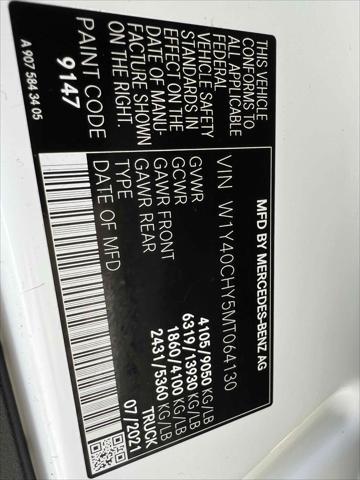 MFD BY MERCEDES-BENZ AG
VIN W1Y40CHY5MT064130
GVWR 4105/9050 KG/LB
GCWR 6319/13930 KG/LB
GAWR FRONT 1860/4100 KG/LB
GAWR REAR 2431/5360 KG/LB
TYPE TRUCK
DATE OF MFD 07/2021
THIS VEHICLE
CONFORMS TO
ALL APPLICABLE
FEDERAL
VEHICLE SAFETY
STANDARDS IN
EFFECT ON THE
DATE OF MANU-
FACTURE SHOWN
ON THE RIGHT.
PAINT CODE
9147
A 907 584 34 05